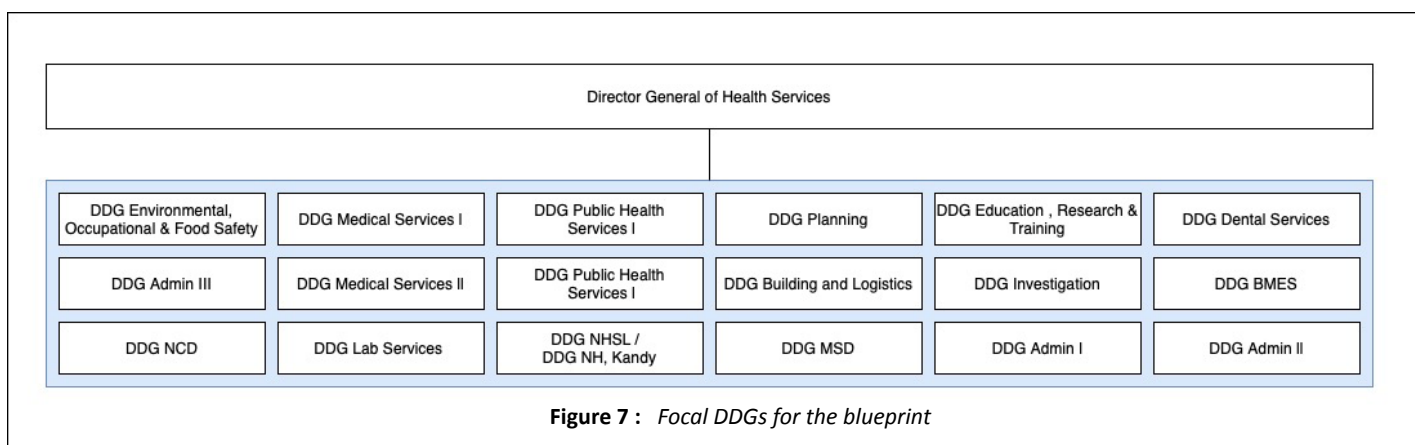 Director General of Health Services
DDG Environmental,
Occupational & Food Safety
DDG Medical Services I
DDG Public Health
Services I
DDG Planning
DDG Education , Research &
Training
DDG Dental Services
DDG Admin III
DDG Medical Services II
DDG Public Health
Services I
DDG Building and Logistics
DDG Investigation
DDG BMES
DDG NCD
DDG Lab Services
DDG NHSL /
DDG NH, Kandy
DDG MSD
DDG Admin I
DDG Admin II
Figure 7 : Focal DDGs for the blueprint